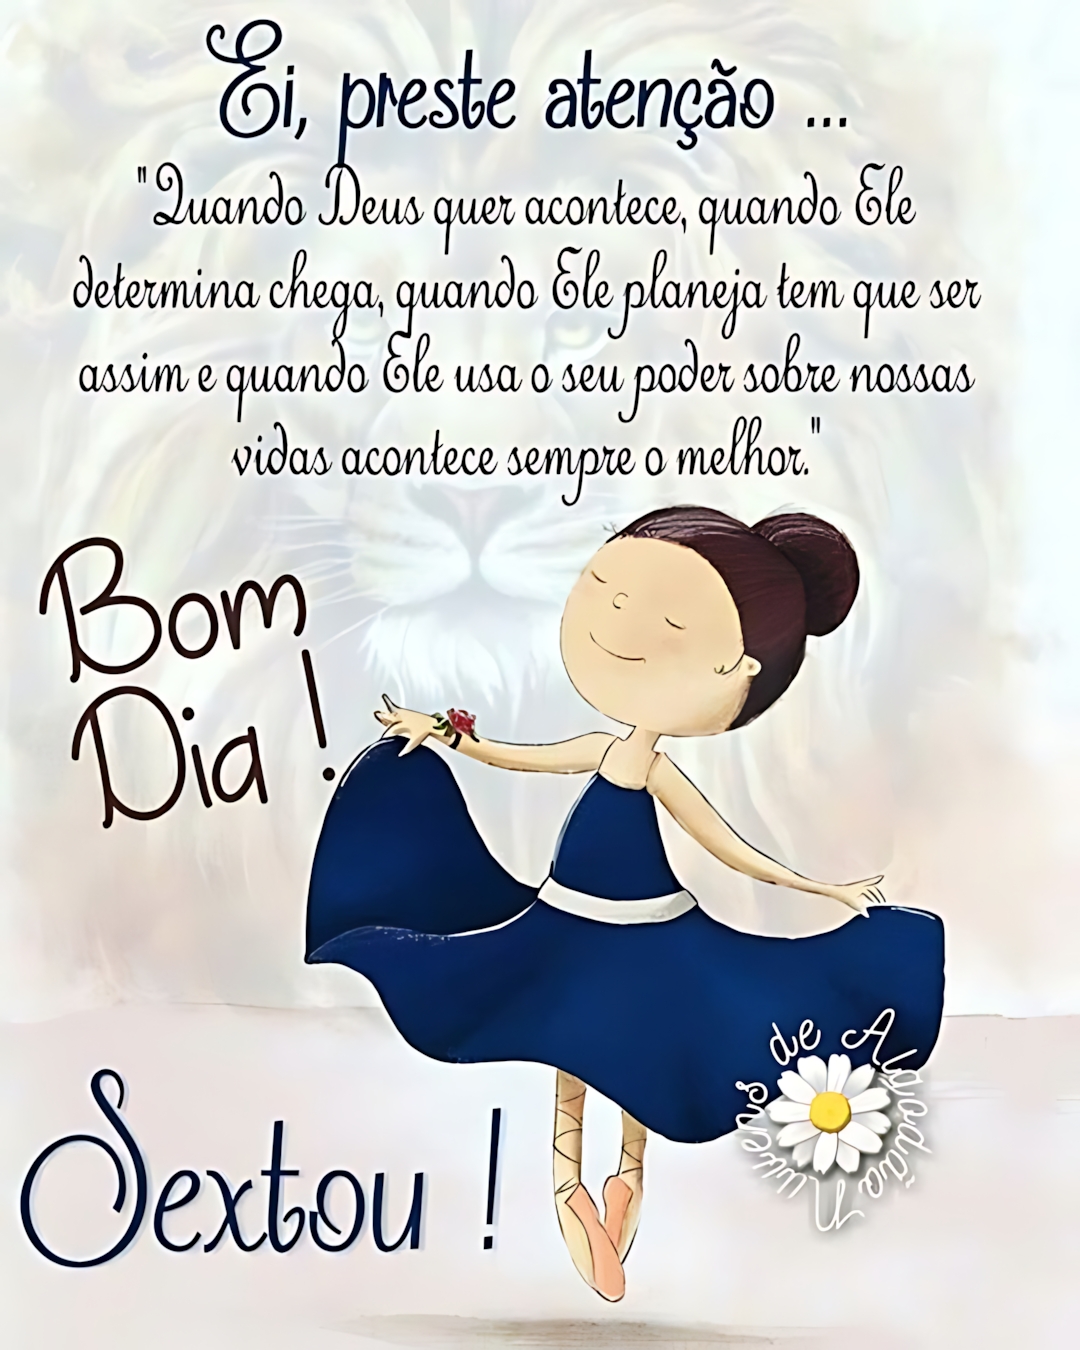 Ei, preste atenção ...
"Quando Deus quer acontece, quando Ele
determina chega, quando Ele planeja tem que ser
assim e quando Ele usa o seu poder sobre nossas
vidas acontece sempre o melhor."
Bom
Dia !
Sextou !
Nuvens de Algodão